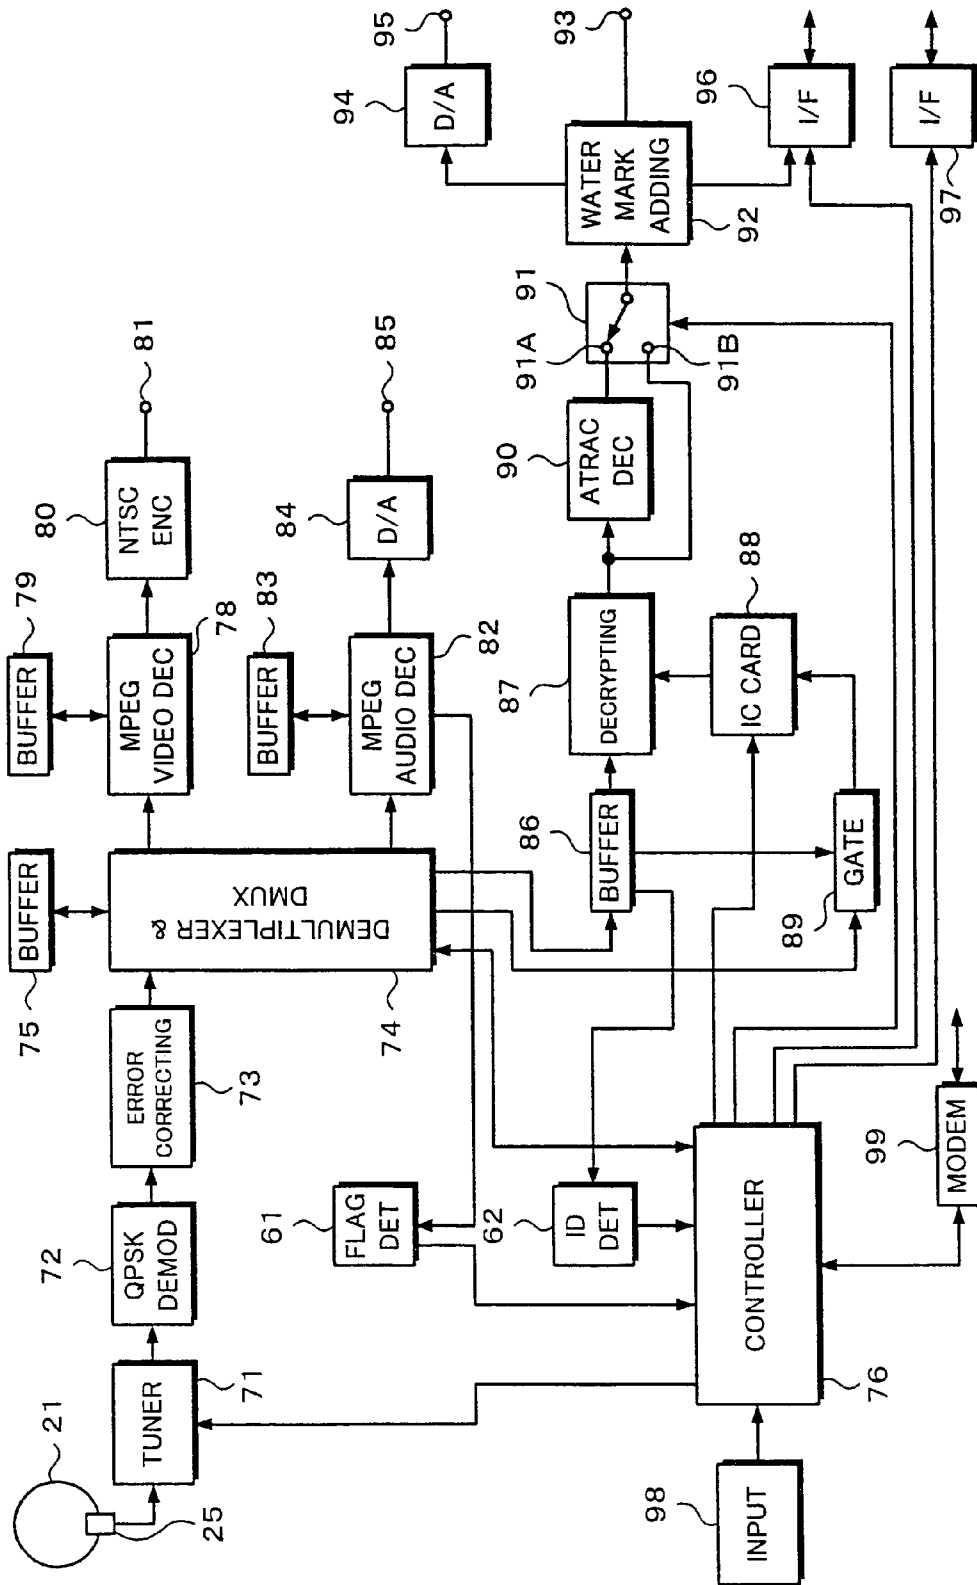 21
25
TUNER
71
QPSK
DEMOD
72
ERROR
CORRECTING
73
BUFFER
75
DEMULTIPLEXER &
DMUX
74
BUFFER
79
MPEG
VIDEO DEC
78
NTSC
ENC
80
81
BUFFER
83
MPEG
AUDIO DEC
82
D/A
84
85
FLAG
DET
61
ID
DET
62
BUFFER
86
DECRYPTING
87
IC CARD
88
GATE
89
ATRAC
DEC
90
91A
91
91B
WATER
MARK
ADDING
92
93
D/A
94
95
I/F
96
I/F
97
INPUT
98
CONTROLLER
76
MODEM
99